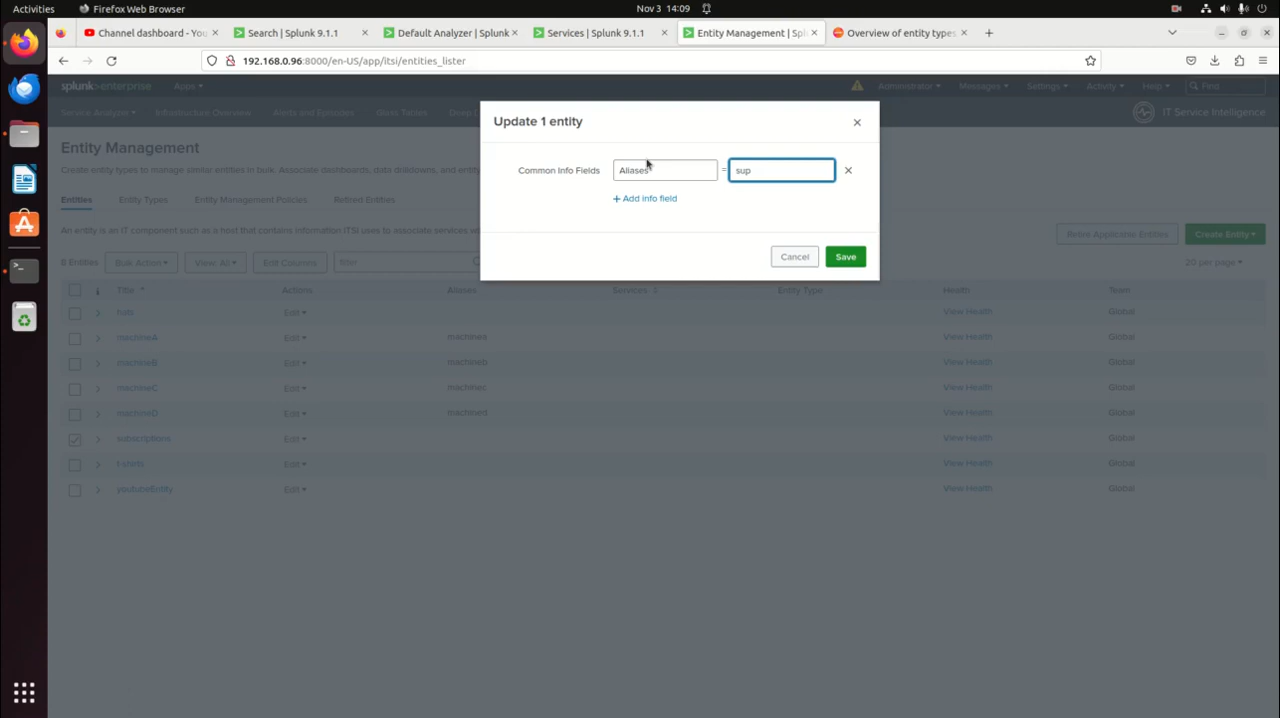 Activities
Firefox Web Browser
Nov 3 14:09
Channel dashboard - You
Search | Splunk 9.1.1
Default Analyzer | Splunk
Services | Splunk 9.1.1
Entity Management | Spl
Overview of entity types
192.168.0.96:8000/en-US/app/itsi/entities_lister
splunk>enterprise
Apps
Administrator
Messages
Settings
Activity
Help
Find
Service Analyzer
Infrastructure Overview
Alerts and Episodes
Glass Tables
Deep
IT Service Intelligence
Update 1 entity
Common Info Fields
Aliases
=
sup
+ Add info field
Cancel
Save
Entity Management
Create entity types to manage similar entities in bulk. Associate dashboards, data drilldowns, and entity
Entities
Entity Types
Entity Management Policies
Retired Entities
An entity is an IT component such as a host that contains information ITSI uses to associate services
Retire Applicable Entities
Create Entity
8 Entities
Bulk Action
View: All
Edit Columns
filter
20 per page
i
Title
Actions
Aliases
Services
Entity Type
Health
Team
hats
Edit
View Health
Global
machineA
Edit
machinea
View Health
Global
machineB
Edit
machineb
View Health
Global
machineC
Edit
machinec
View Health
Global
machineD
Edit
machined
View Health
Global
subscriptions
Edit
View Health
Global
t-shirts
Edit
View Health
Global
youtubeEntity
Edit
View Health
Global